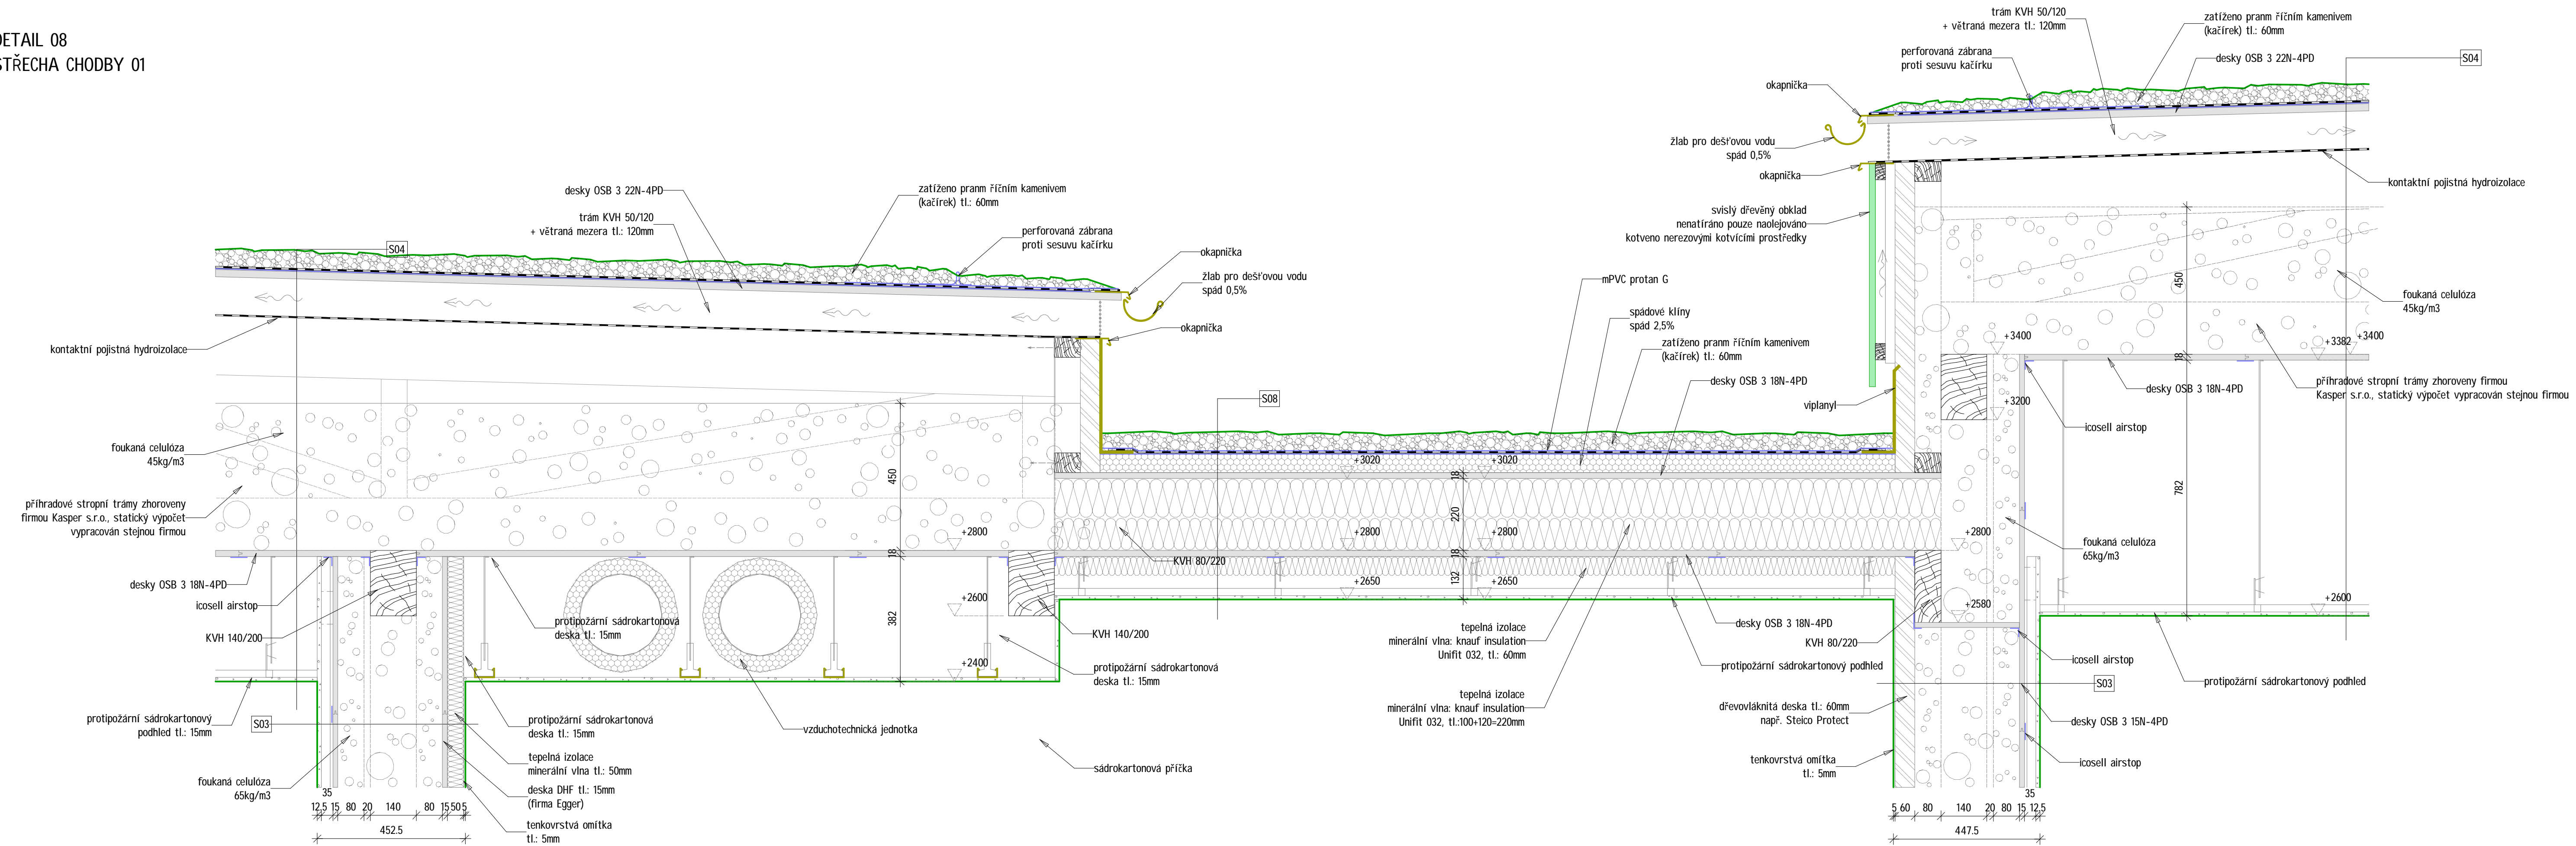 DETAIL 08
STŘECHA CHODBY 01
trám KVH 50/120
+ větraná mezera tl.: 120mm
zatíženo pranm říčním kamenivem
(kačírek) tl.: 60mm
perforovaná zábrana
proti sesuvu kačírku
desky OSB 3 22N-4PD
S04
okapnička
žlab pro dešťovou vodu
spád 0,5%
okapnička
kontaktní pojistná hydroizolace
svislý dřevěný obklad
nenatíráno pouze naolejováno
kotveno nerezovými kotvícími prostředky
desky OSB 3 22N-4PD
zatíženo pranm říčním kamenivem
(kačírek) tl.: 60mm
trám KVH 50/120
+ větraná mezera tl.: 120mm
perforovaná zábrana
proti sesuvu kačírku
S04
okapnička
žlab pro dešťovou vodu
spád 0,5%
okapnička
kontaktní pojistná hydroizolace
mPVC protan G
spádové klíny
spád 2,5%
zatíženo pranm říčním kamenivem
(kačírek) tl.: 60mm
desky OSB 3 18N-4PD
viplanyl
S08
450
foukaná celulóza
45kg/m3
+3400
+3382
+3400
18
desky OSB 3 18N-4PD
příhradové stropní trámy zhoroveny firmou
Kasper s.r.o., statický výpočet vypracován stejnou firmou
+3200
icosell airstop
782
foukaná celulóza
45kg/m3
450
příhradové stropní trámy zhoroveny
firmou Kasper s.r.o., statický výpočet
vypracován stejnou firmou
+3020
+3020
18
220
+2800
+2800
+2800
+2800
18
18
KVH 80/220
132
+2650
+2650
foukaná celulóza
65kg/m3
desky OSB 3 18N-4PD
icosell airstop
KVH 140/200
protipožární sádrokartonová
deska tl.: 15mm
382
+2600
+2400
KVH 140/200
protipožární sádrokartonová
deska tl.: 15mm
tepelná izolace
minerální vlna: knauf insulation
Unifit 032, tl.: 60mm
desky OSB 3 18N-4PD
KVH 80/220
+2580
+2600
protipožární sádrokartonový podhled
icosell airstop
protipožární sádrokartonový podhled
tepelná izolace
minerální vlna: knauf insulation
Unifit 032, tl.:100+120=220mm
S03
dřevovláknitá deska tl.: 60mm
např. Steico Protect
desky OSB 3 15N-4PD
protipožární sádrokartonový
podhled tl.: 15mm
S03
protipožární sádrokartonová
deska tl.: 15mm
vzduchotechnická jednotka
tepelná izolace
minerální vlna tl.: 50mm
sádrokartonová příčka
tenkovrstvá omítka
tl.: 5mm
icosell airstop
foukaná celulóza
65kg/m3
deska DHF tl.: 15mm
(firma Egger)
35
12,5 15 80 20 140 80 15 50 5
452.5
tenkovrstvá omítka
tl.: 5mm
35
5 60 80 140 20 80 15 12,5
447.5